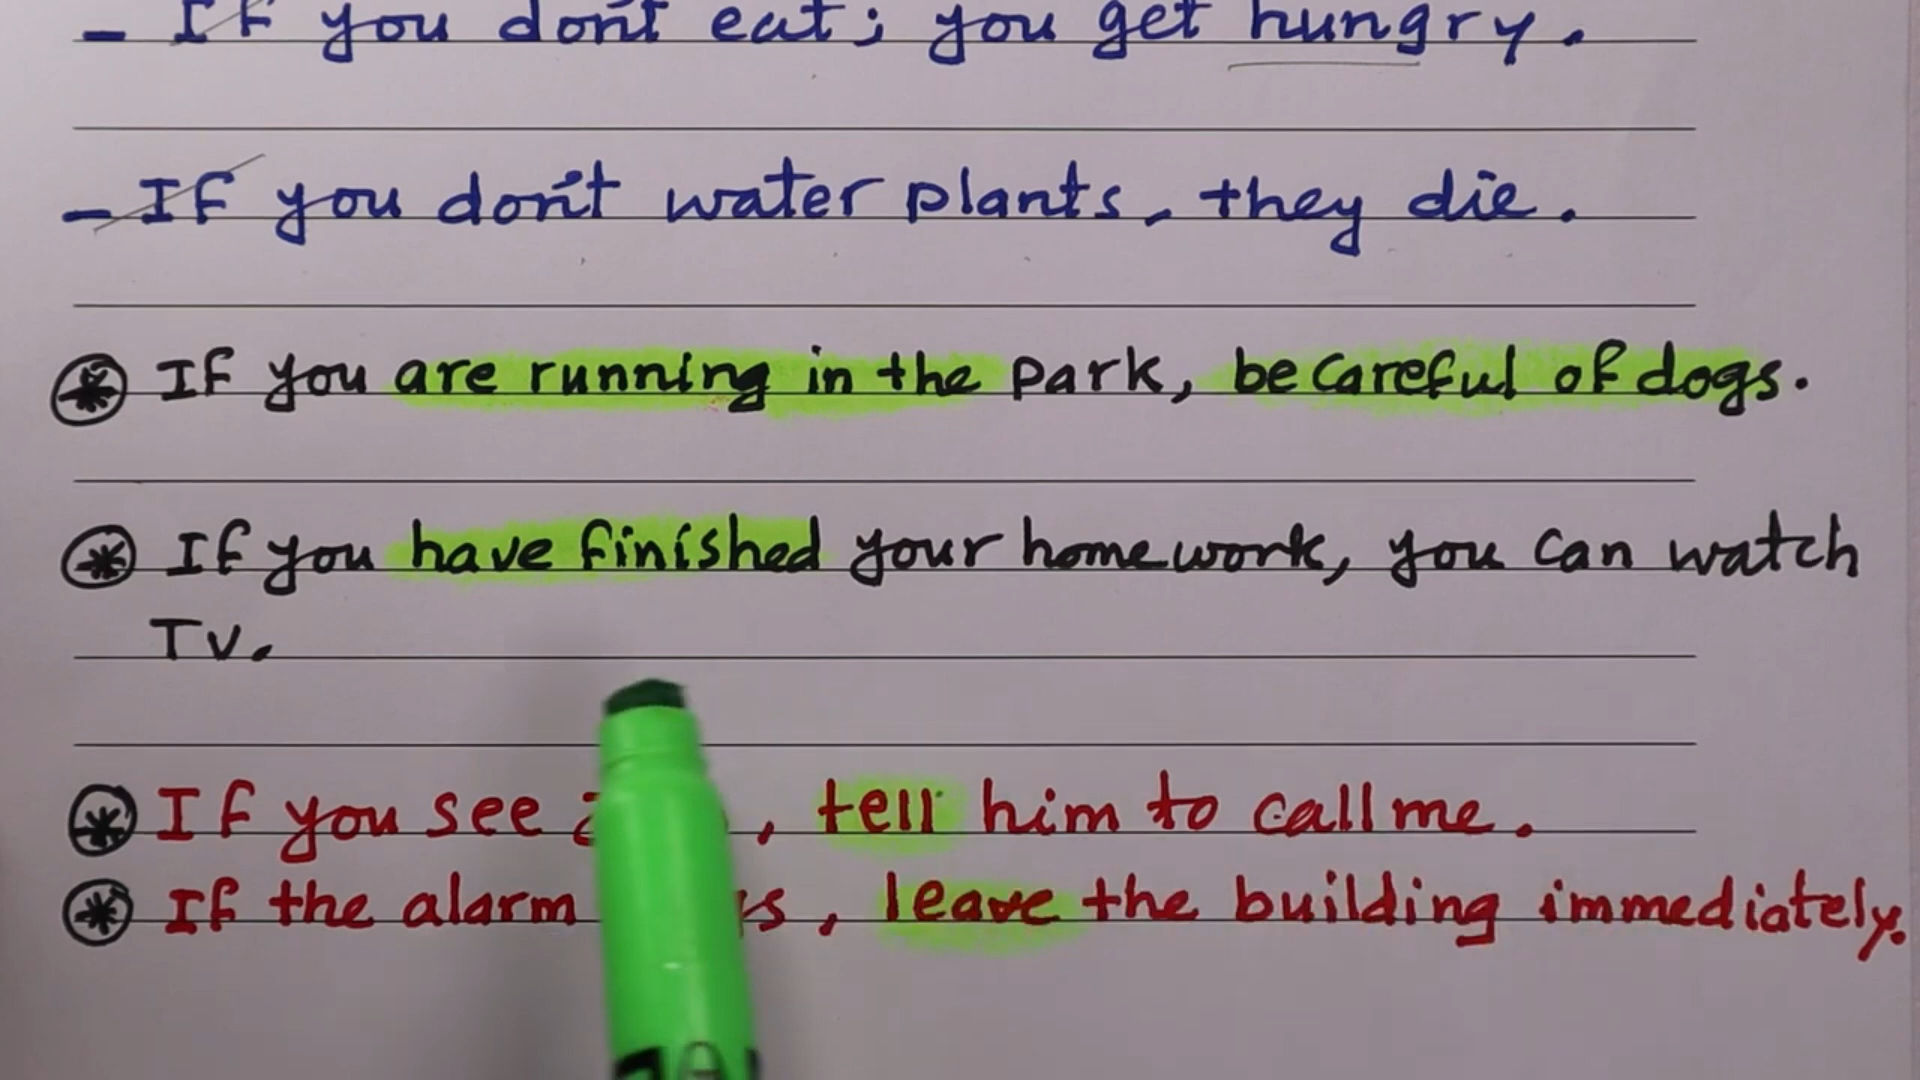 - If you don't eat; you get hungry.
- If you don't water plants, they die.
* If you are running in the park, be careful of dogs.
* If you have finished your homework, you can watch
TV.
* If you see , tell him to call me.
* If the alarm , leave the building immediately.